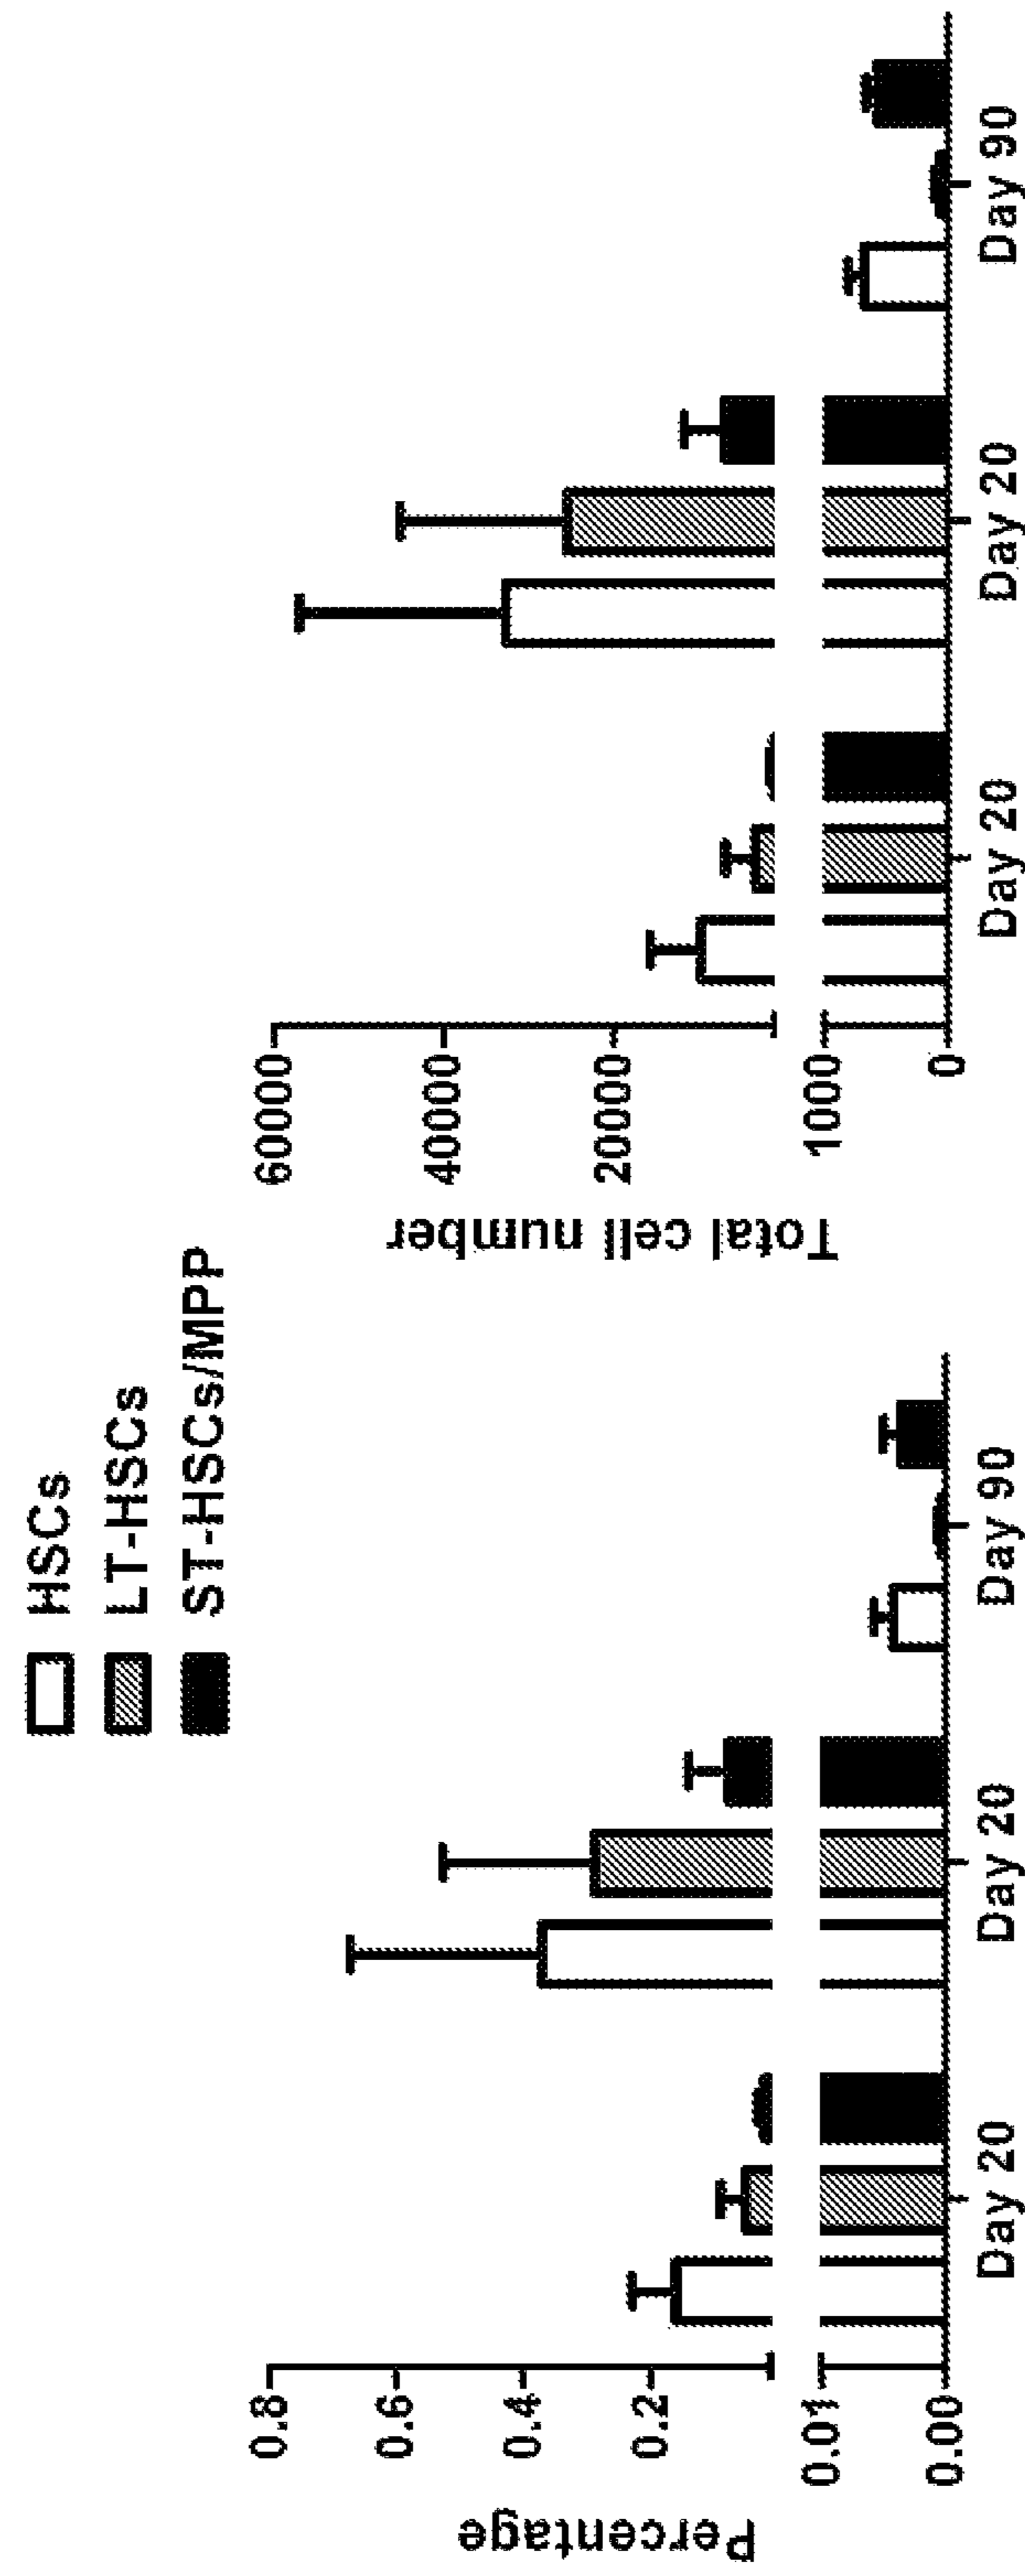 HSCs
LT-HSCs
ST-HSCs/MPP
Percentage
0.8
0.6
0.4
0.2
0.01
0.00
Day 20
Day 20
Day 90
Total cell number
60000
40000
20000
1000
0
Day 20
Day 20
Day 90